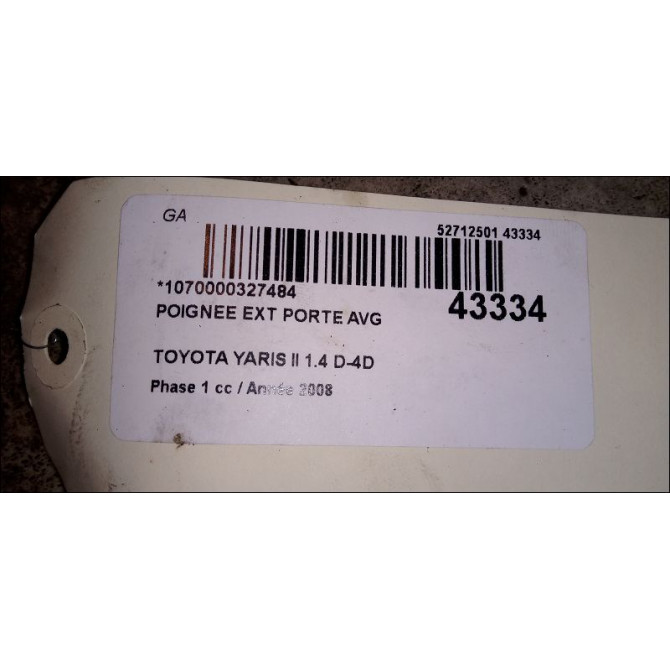 GA
52712501 43334
*1070000327484
43334
POIGNEE EXT PORTE AVG
TOYOTA YARIS II 1.4 D-4D
Phase 1 cc / Année 2008